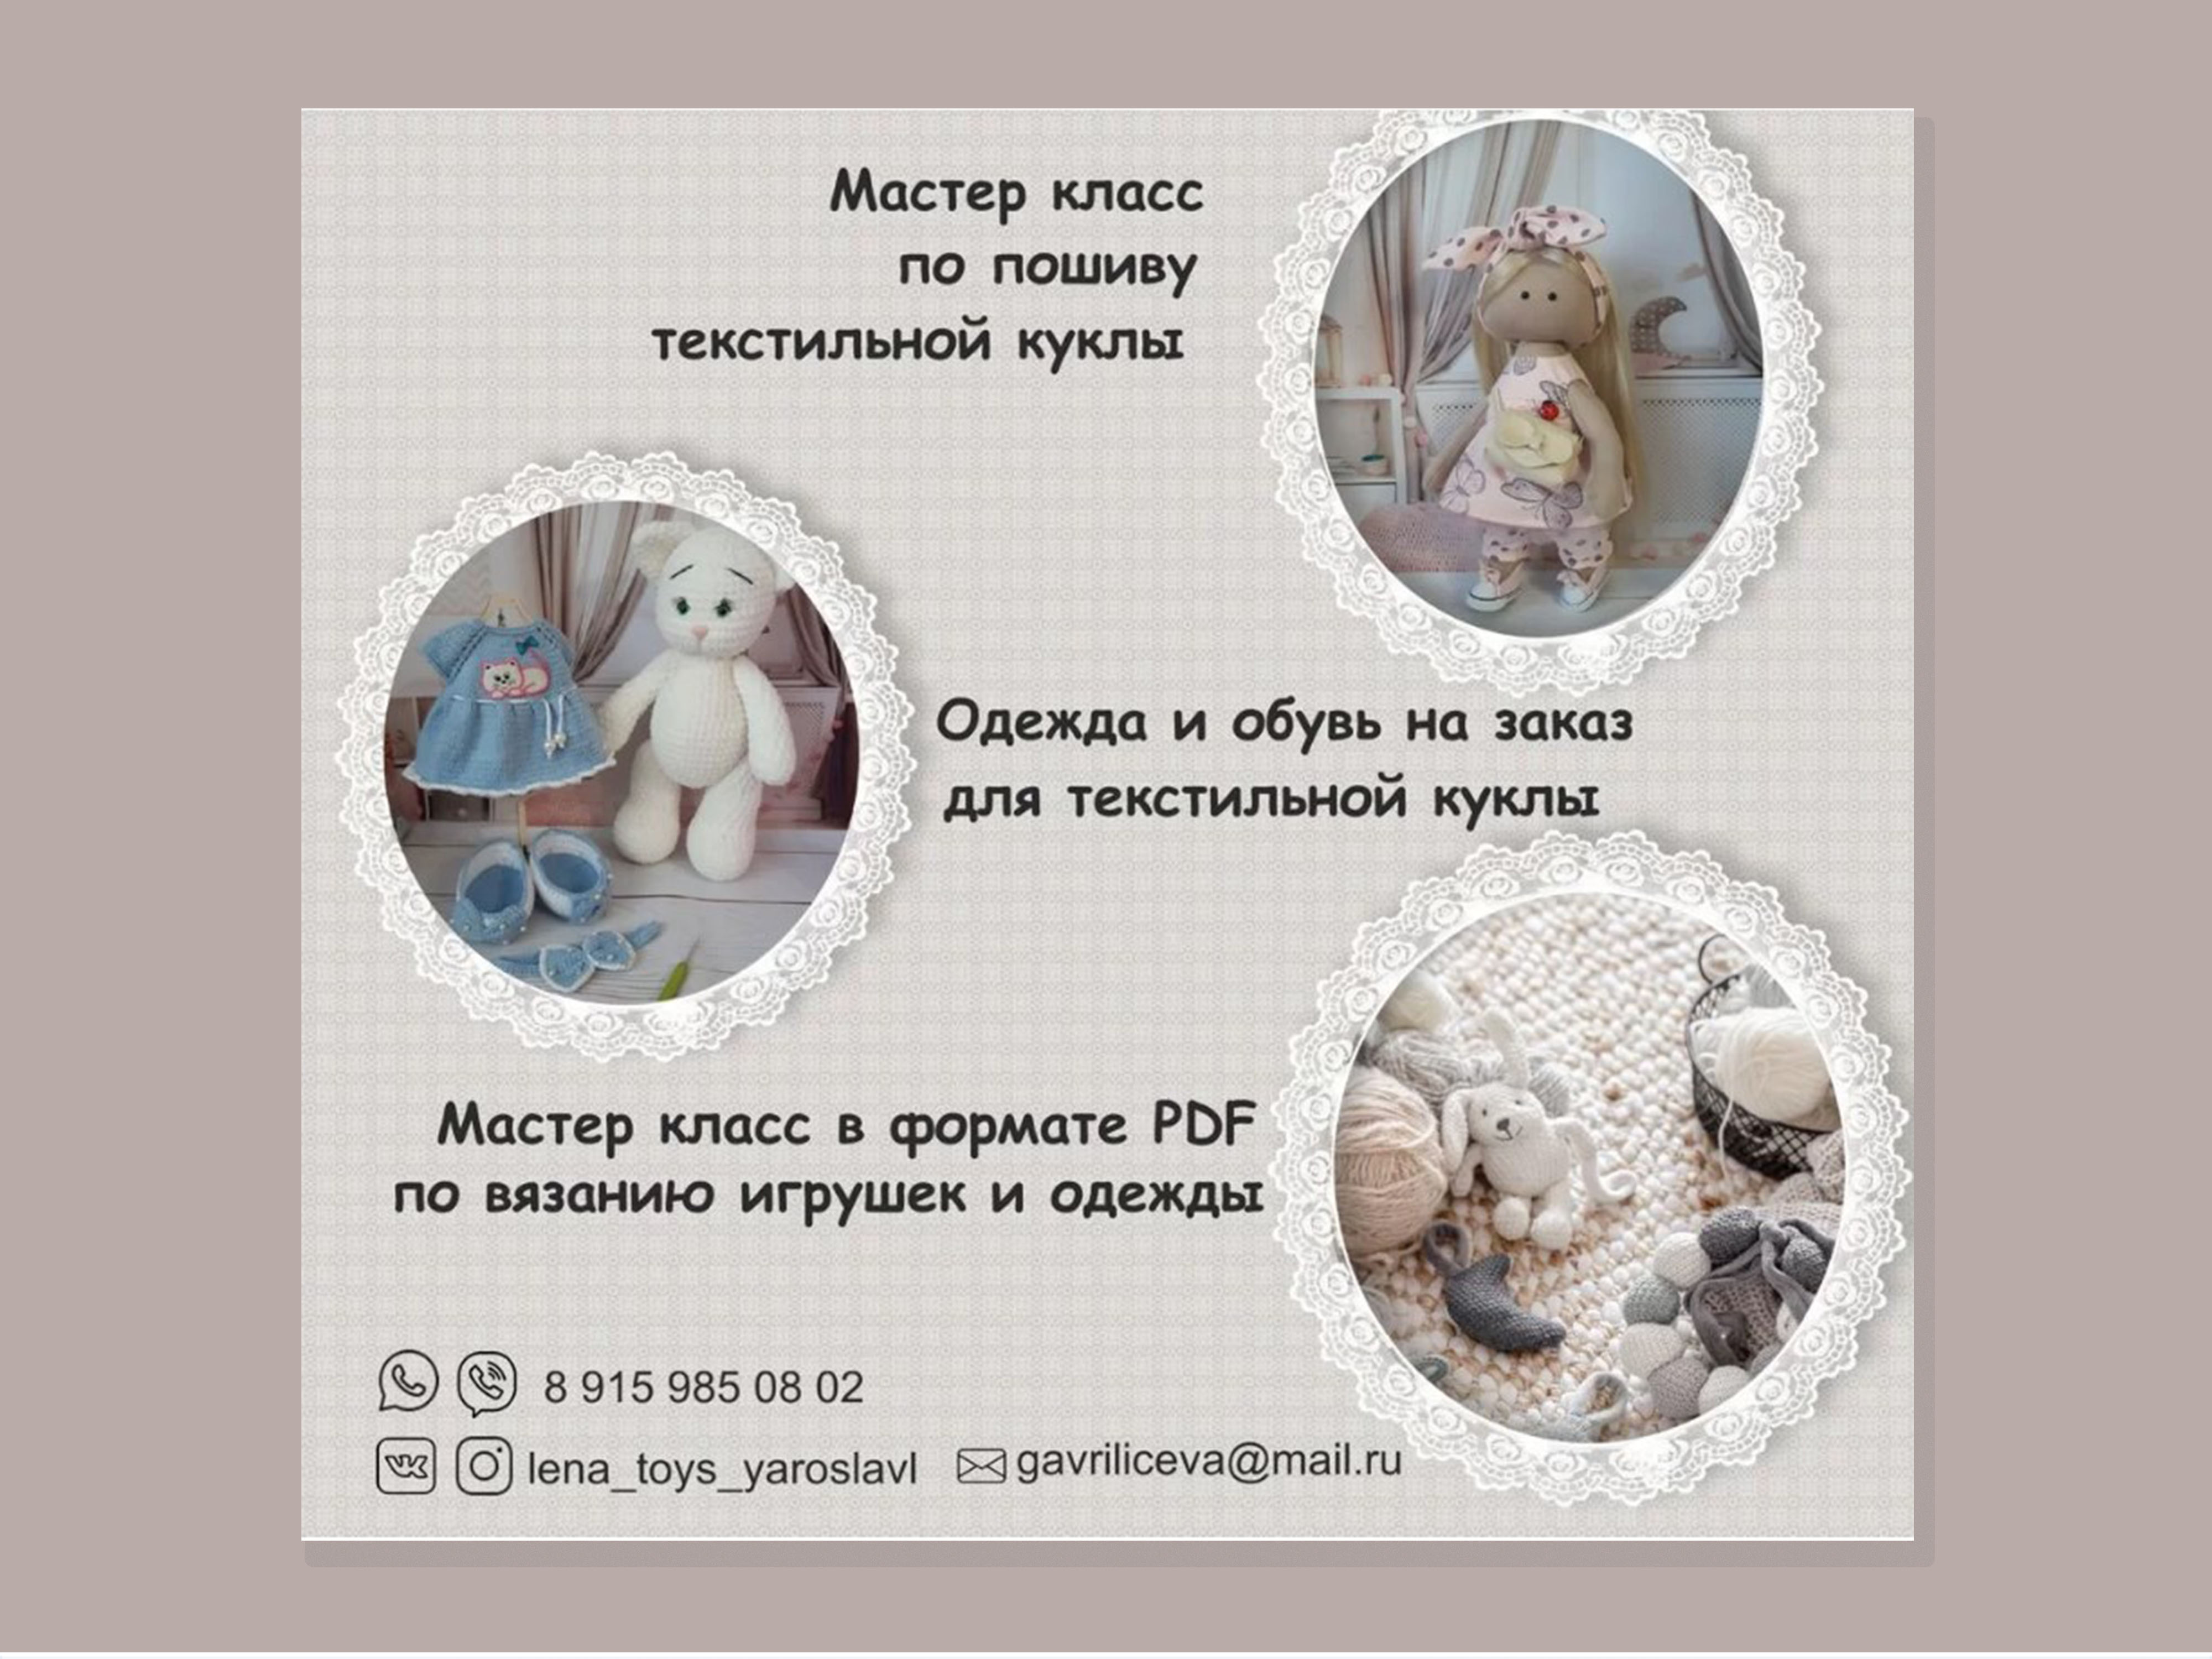 Мастер класс
по пошиву
текстильной куклы
Одежда и обувь на заказ
для текстильной куклы
Мастер класс в формате PDF
по вязанию игрушек и одежды
8 915 985 08 02
lena_toys_yaroslavl
gavriliceva@mail.ru